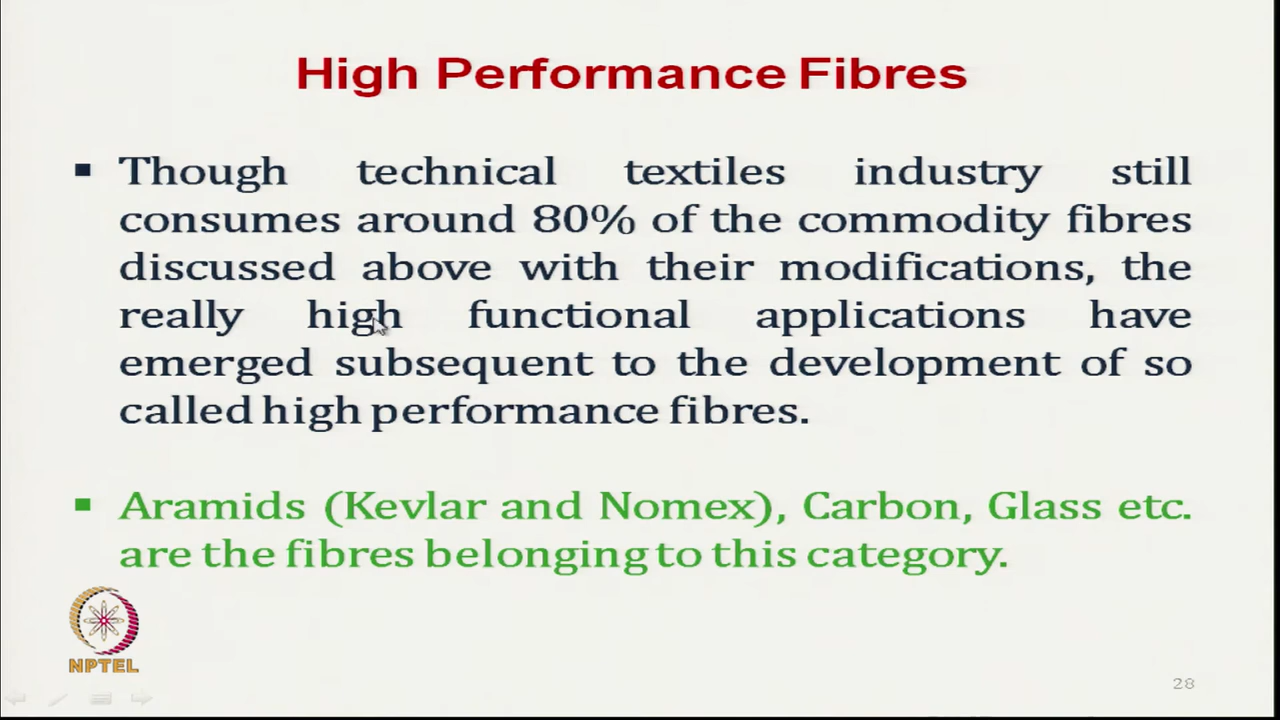 High Performance Fibres
▪ Though technical textiles industry still
consumes around 80% of the commodity fibres
discussed above with their modifications, the
really high functional applications have
emerged subsequent to the development of so
called high performance fibres.
▪ Aramids (Kevlar and Nomex), Carbon, Glass etc.
are the fibres belonging to this category.
NPTEL
28